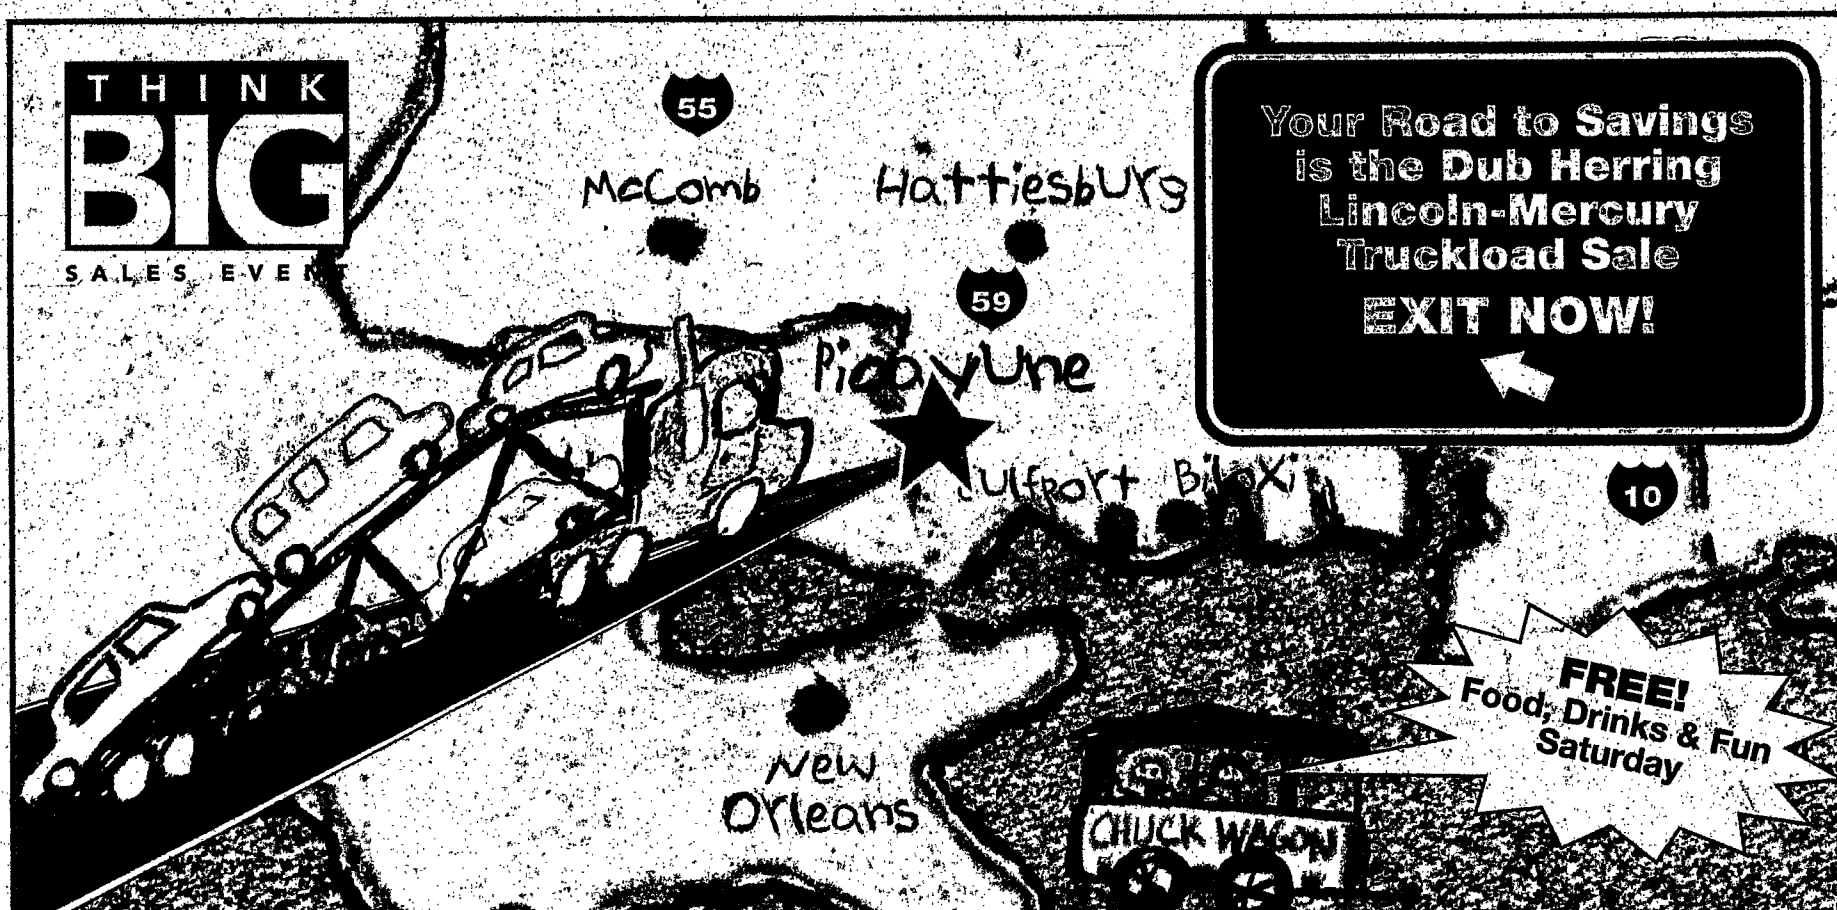 THINK
BIG
SALES EVENT
55
McComb
Hattiesburg
59
Picayune
Your Road to Savings
is the Dub Herring
Lincoln-Mercury
Truckload Sale
EXIT NOW!
ulfport Biloxi
10
New
Orleans
FREE!
Food, Drinks & Fun
Saturday
CHUCK WAGON